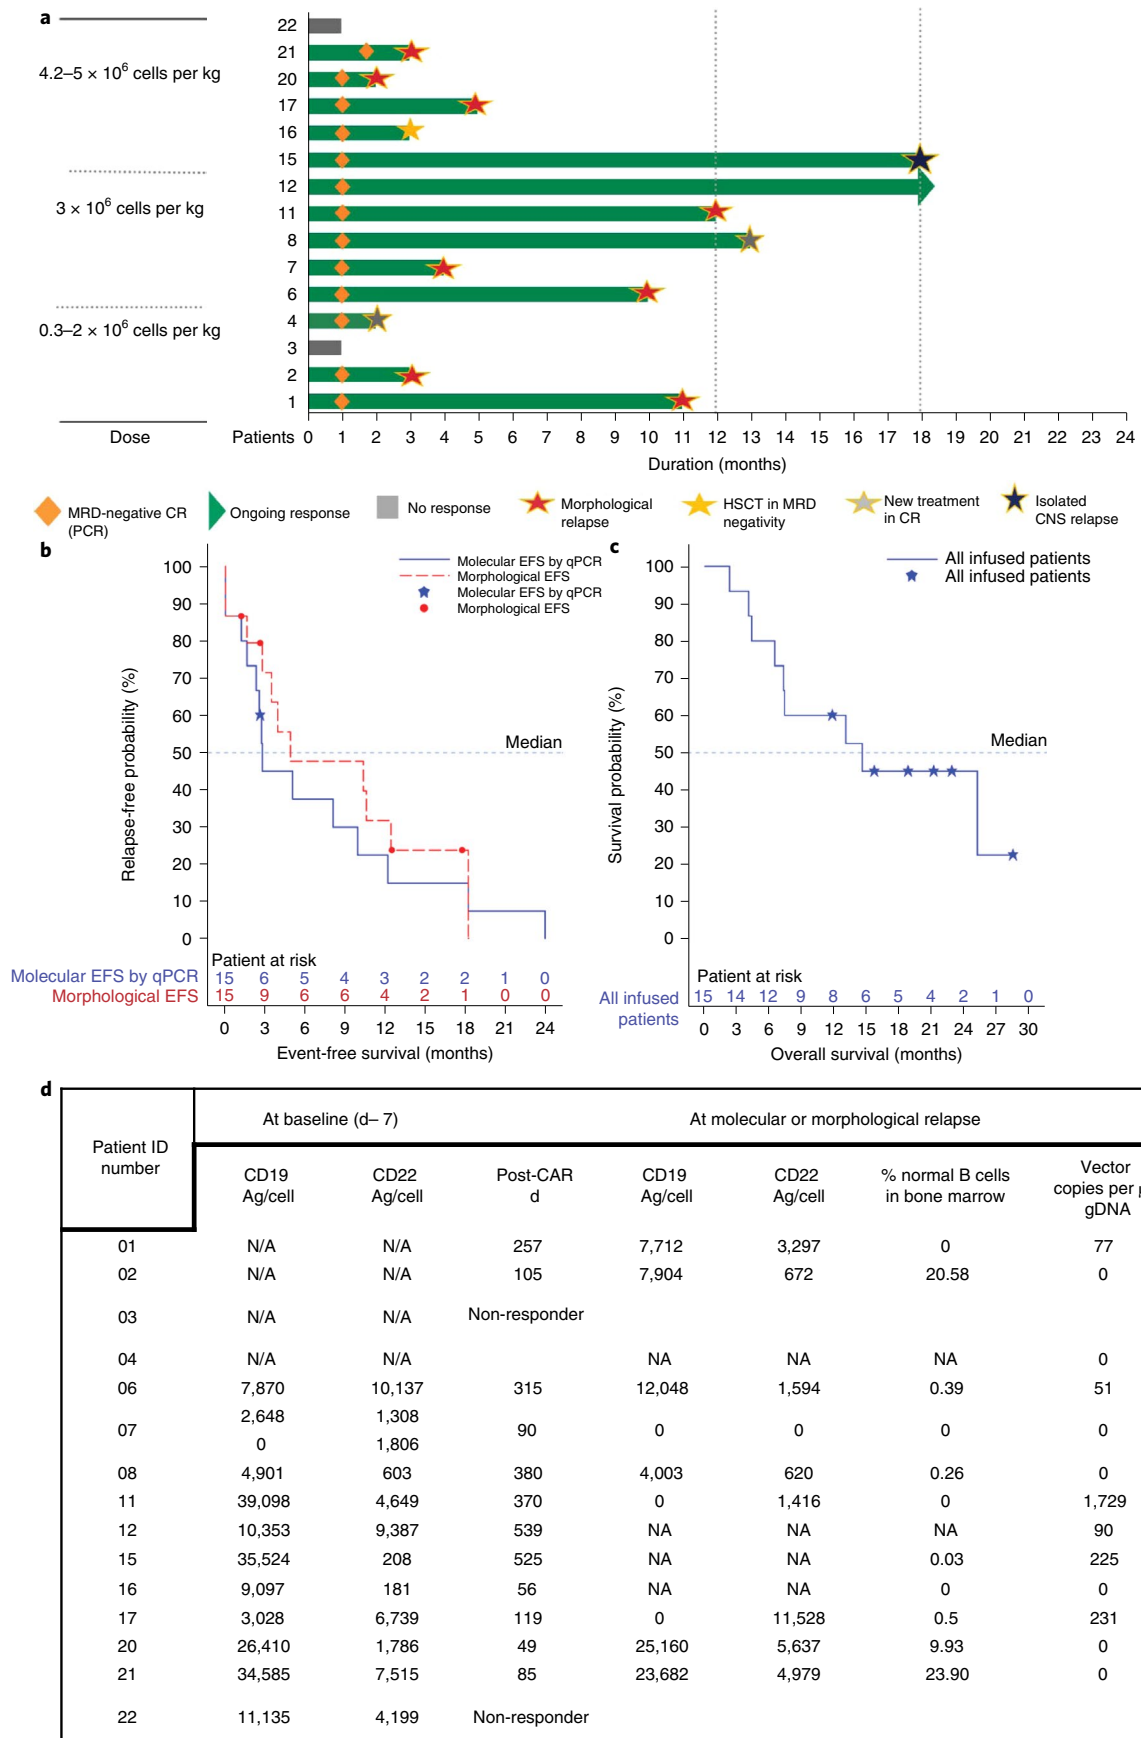 a
4.2–5 × 10⁶ cells per kg
3 × 10⁶ cells per kg
0.3–2 × 10⁶ cells per kg
Dose
22
21
20
17
16
15
12
11
8
7
6
4
3
2
1
Patients 0 1 2 3 4 5 6 7 8 9 10 11 12 13 14 15 16 17 18 19 20 21 22 23 24
Duration (months)
MRD-negative CR (PCR)
Ongoing response
No response
Morphological relapse
HSCT in MRD negativity
New treatment in CR
Isolated CNS relapse
b
Molecular EFS by qPCR
Morphological EFS
Molecular EFS by qPCR
Morphological EFS
100
90
80
70
60
50
40
30
20
10
0
Relapse-free probability (%)
Median
Patient at risk
Molecular EFS by qPCR 15 6 5 4 3 2 2 1 0
Morphological EFS 15 9 6 6 4 2 1 0 0
0 3 6 9 12 15 18 21 24
Event-free survival (months)
c
All infused patients
All infused patients
100
90
80
70
60
50
40
30
20
10
0
Survival probability (%)
Median
Patient at risk
All infused patients 15 14 12 9 8 6 5 4 2 1 0
0 3 6 9 12 15 18 21 24 27 30
Overall survival (months)
d
Patient ID number
At baseline (d– 7)
At molecular or morphological relapse
CD19 Ag/cell
CD22 Ag/cell
Post-CAR d
CD19 Ag/cell
CD22 Ag/cell
% normal B cells in bone marrow
Vector copies per gDNA
01 N/A N/A 257 7,712 3,297 0 77
02 N/A N/A 105 7,904 672 20.58 0
03 N/A N/A Non-responder
04 N/A N/A NA NA NA 0
06 7,870 10,137 315 12,048 1,594 0.39 51
07 2,648 1,308 90 0 0 0 0
0 1,806
08 4,901 603 380 4,003 620 0.26 0
11 39,098 4,649 370 0 1,416 0 1,729
12 10,353 9,387 539 NA NA NA 90
15 35,524 208 525 NA NA 0.03 225
16 9,097 181 56 NA NA 0 0
17 3,028 6,739 119 0 11,528 0.5 231
20 26,410 1,786 49 25,160 5,637 9.93 0
21 34,585 7,515 85 23,682 4,979 23.90 0
22 11,135 4,199 Non-responder